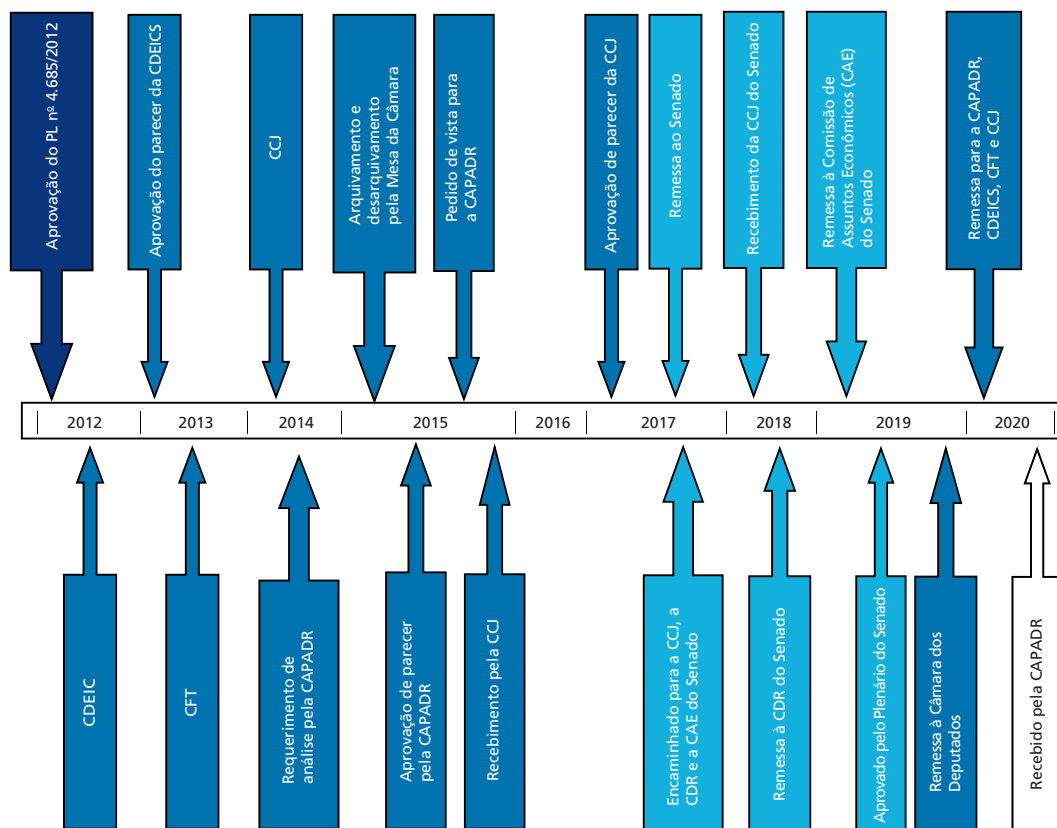 Aprovação do PL nº 4.685/2012
Aprovação do parecer da CDEICS
CCJ
Arquivamento e
desarquivamento
pela Mesa da Câmara
Pedido de vista para
a CAPADR
Aprovação de parecer da CCJ
Remessa ao Senado
Recebimento da CCJ do Senado
Remessa à Comissão de
Assuntos Econômicos (CAE)
do Senado
Remessa para a CAPADR,
CDEICS, CFT e CCJ
2012
2013
2014
2015
2016
2017
2018
2019
2020
CDEIC
CFT
Requerimento de
análise pela CAPADR
Aprovação de parecer
pela CAPADR
Recebimento pela CCJ
Encaminhado para a CCJ, a
CDR e a CAE do Senado
Remessa à CDR do Senado
Aprovado pelo Plenário do Senado
Remessa à Câmara dos
Deputados
Recebido pela CAPADR